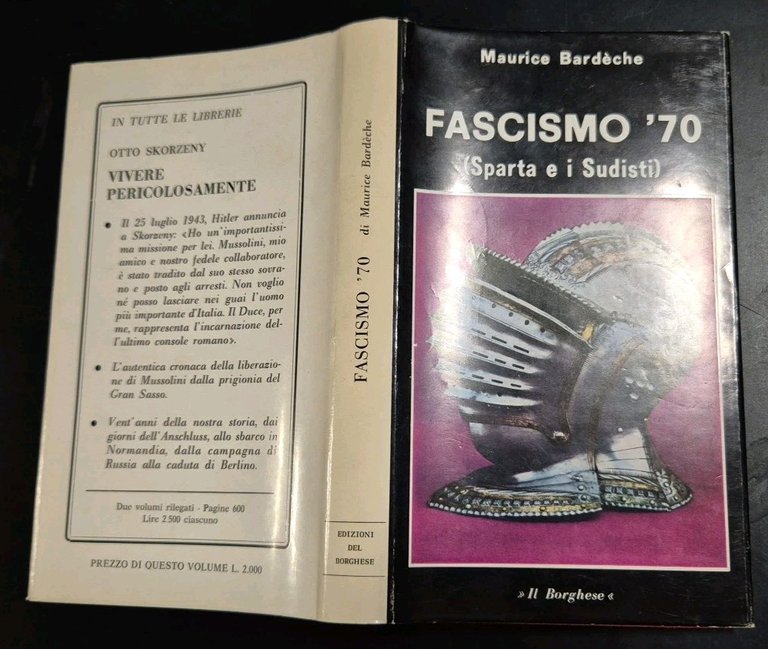 IN TUTTE LE LIBRERIE
OTTO SKORZENY
VIVERE
PERICOLOSAMENTE
• Il 25 luglio 1943, Hitler annuncia
a Skorzeny: «Ho un'importantissi-
ma missione per lei. Mussolini, mio
amico e nostro fedele collaboratore,
è stato tradito dal suo stesso sovra-
no e posto agli arresti. Non voglio
né posso lasciare nei guai l'uomo
più importante d'Italia. Il Duce, per
me, rappresenta l'incarnazione del-
l'ultimo console romano».
• L'autentica cronaca della liberazio-
ne di Mussolini dalla prigionia del
Gran Sasso.
• Vent'anni della nostra storia, dai
giorni dell'Anschluss, allo sbarco in
Normandia, dalla campagna di
Russia alla caduta di Berlino.
Due volumi rilegati - Pagine 600
Lire 2.500 ciascuno
PREZZO DI QUESTO VOLUME L. 2.000
FASCISMO '70 di Maurice Bardèche
EDIZIONI
DEL
BORGHESE
Maurice Bardèche
FASCISMO '70
(Sparta e i Sudisti)
» Il Borghese «